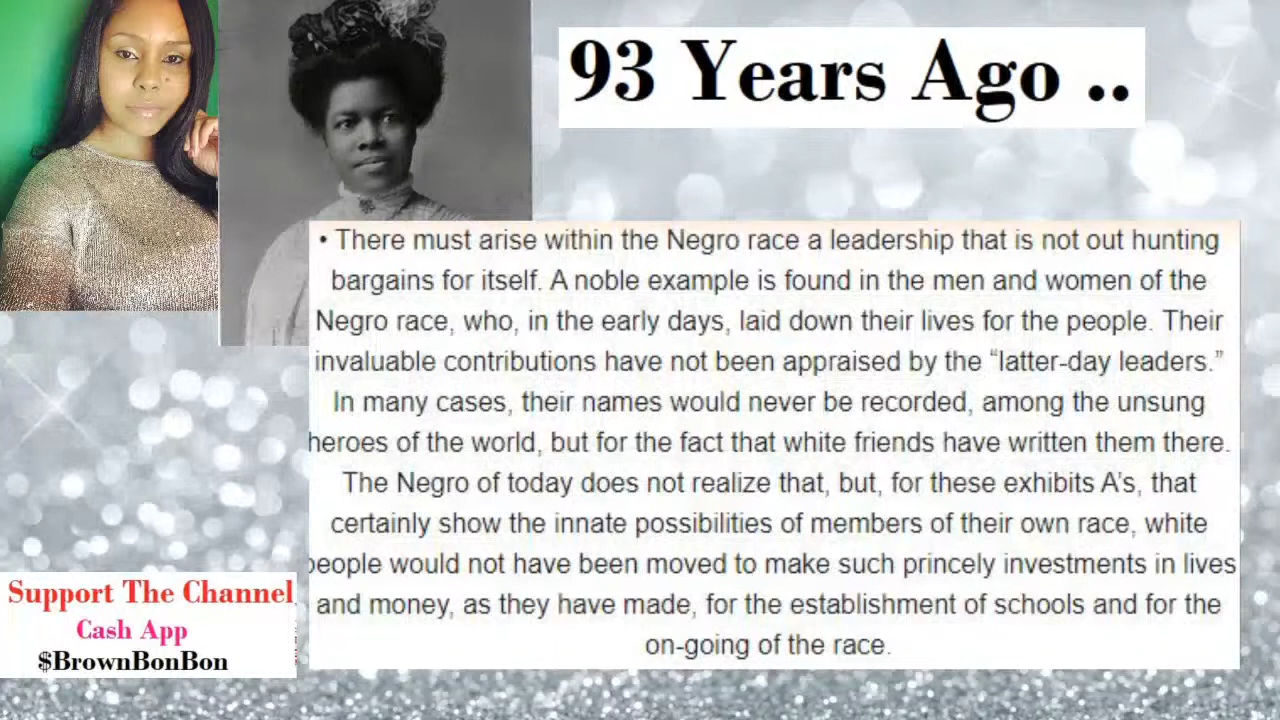 93 Years Ago ..
• There must arise within the Negro race a leadership that is not out hunting
bargains for itself. A noble example is found in the men and women of the
Negro race, who, in the early days, laid down their lives for the people. Their
invaluable contributions have not been appraised by the “latter-day leaders.”
In many cases, their names would never be recorded, among the unsung
heroes of the world, but for the fact that white friends have written them there.
The Negro of today does not realize that, but, for these exhibits A’s, that
certainly show the innate possibilities of members of their own race, white
people would not have been moved to make such princely investments in lives
and money, as they have made, for the establishment of schools and for the
on-going of the race.
Support The Channel
Cash App
$BrownBonBon